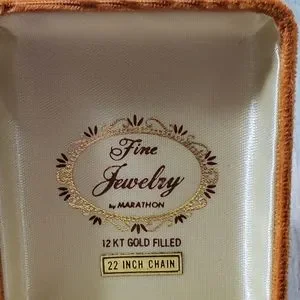 Fine
Jewelry
by MARATHON
12 KT GOLD FILLED
22 INCH CHAIN